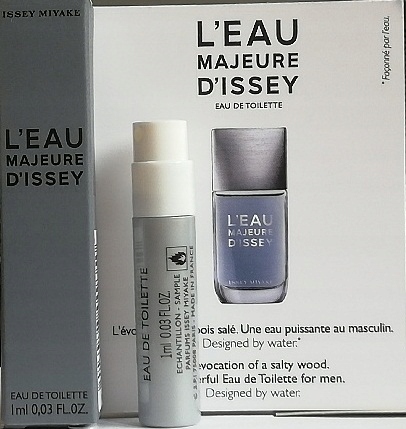 ISSEY MIYAKE
L'EAU
MAJEURE
D'ISSEY
EAU DE TOILETTE
1ml 0,03 FL.OZ.
L'EAU
MAJEURE
D'ISSEY
EAU DE TOILETTE
* Façonné par l'eau.
L'EAU
MAJEURE
D'ISSEY
ISSEY MIYAKE
EAU DE TOILETTE
1ml 0.03 FL.OZ.
ECHANTILLON - SAMPLE
PARFUMS ISSEY MIYAKE
PARIS - MADE IN FRANCE
bois salé. Une eau puissante au masculin.
Designed by water.*
evocation of a salty wood.
Eau de Toilette for men.
Designed by water.